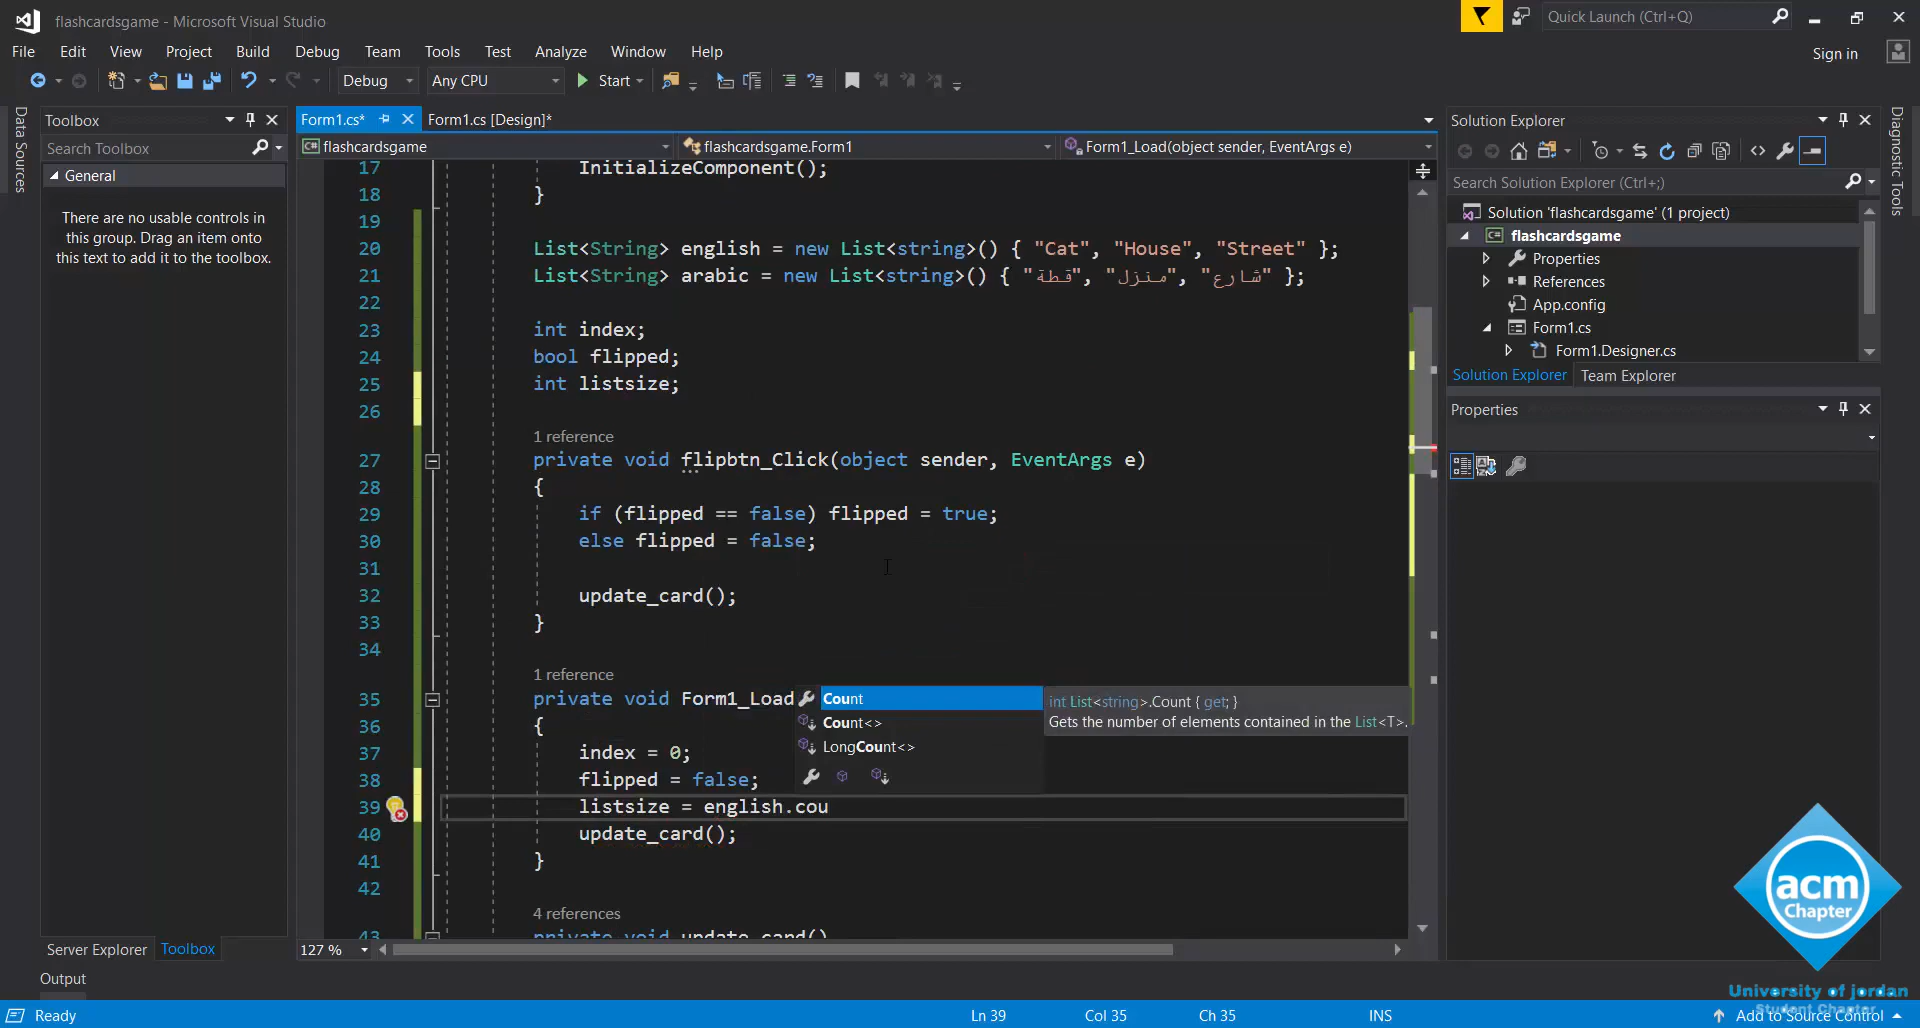 flashcardsgame - Microsoft Visual Studio
Quick Launch (Ctrl+Q)
File Edit View Project Build Debug Team Tools Test Analyze Window Help
Sign in
Debug Any CPU Start
Data Sources
Toolbox
Search Toolbox
General
There are no usable controls in
this group. Drag an item onto
this text to add it to the toolbox.
Server Explorer Toolbox
Output
Form1.cs* Form1.cs [Design]*
flashcardsgame flashcardsgame.Form1 Form1_Load(object sender, EventArgs e)
17 InitializeComponent();
18 }
19
20 List<String> english = new List<string>() { "Cat", "House", "Street" };
21 List<String> arabic = new List<string>() { "قطة", "منزل", "شارع" };
22
23 int index;
24 bool flipped;
25 int listsize;
26
1 reference
27 private void flipbtn_Click(object sender, EventArgs e)
28 {
29 if (flipped == false) flipped = true;
30 else flipped = false;
31
32 update_card();
33 }
34
1 reference
35 private void Form1_Load
36 {
37 index = 0;
38 flipped = false;
39 listsize = english.cou
40 update_card();
41 }
42
4 references
43 private void update_card()
Count
Count<>
LongCount<>
int List<string>.Count { get; }
Gets the number of elements contained in the List<T>.
127 %
Solution Explorer
Search Solution Explorer (Ctrl+;)
Solution 'flashcardsgame' (1 project)
flashcardsgame
Properties
References
App.config
Form1.cs
Form1.Designer.cs
Solution Explorer Team Explorer
Properties
Diagnostic Tools
acm
Chapter
University of jordan
Student Chapter
Ready Ln 39 Col 35 Ch 35 INS Add to Source Control